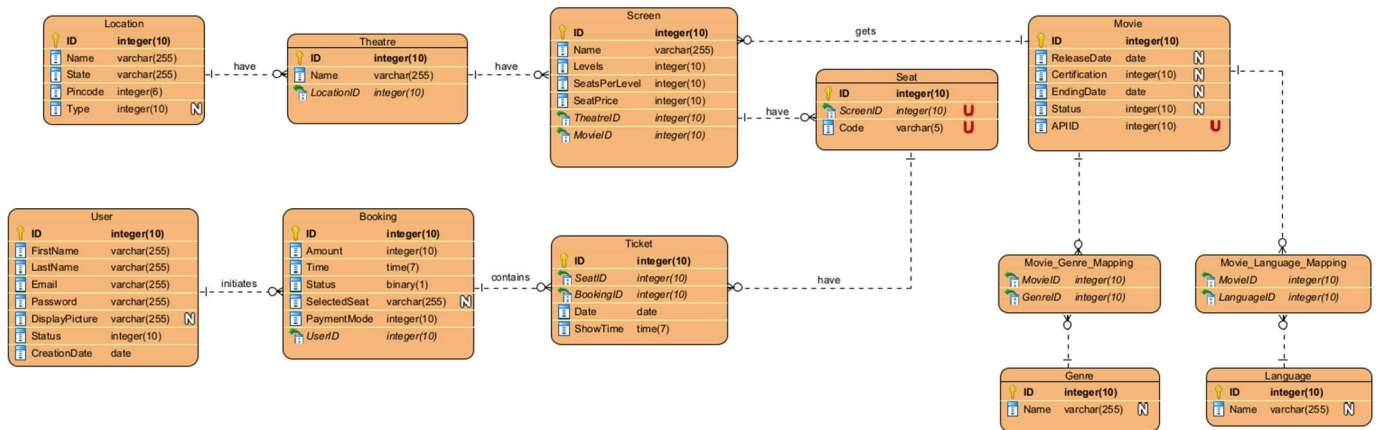 Location
ID integer(10)
Name varchar(255)
State varchar(255)
Pincode integer(6)
Type integer(10) N
have
Theatre
ID integer(10)
Name varchar(255)
LocationID integer(10)
have
Screen
ID integer(10)
Name varchar(255)
Levels integer(10)
SeatsPerLevel integer(10)
SeatPrice integer(10)
TheatreID integer(10)
MovieID integer(10)
gets
have
Seat
ID integer(10)
ScreenID integer(10) U
Code varchar(5) U
Movie
ID integer(10)
ReleaseDate date N
Certification integer(10) N
EndingDate date N
Status integer(10) N
APIID integer(10) U
User
ID integer(10)
FirstName varchar(255)
LastName varchar(255)
Email varchar(255)
Password varchar(255)
DisplayPicture varchar(255) N
Status integer(10)
CreationDate date
initiates
Booking
ID integer(10)
Amount integer(10)
Time time(7)
Status binary(1)
SelectedSeat varchar(255) N
PaymentMode integer(10)
UserID integer(10)
contains
Ticket
ID integer(10)
SeatID integer(10)
BookingID integer(10)
Date date
ShowTime time(7)
have
Movie_Genre_Mapping
MovieID integer(10)
GenreID integer(10)
Movie_Language_Mapping
MovieID integer(10)
LanguageID integer(10)
Genre
ID integer(10)
Name varchar(255) N
Language
ID integer(10)
Name varchar(255) N